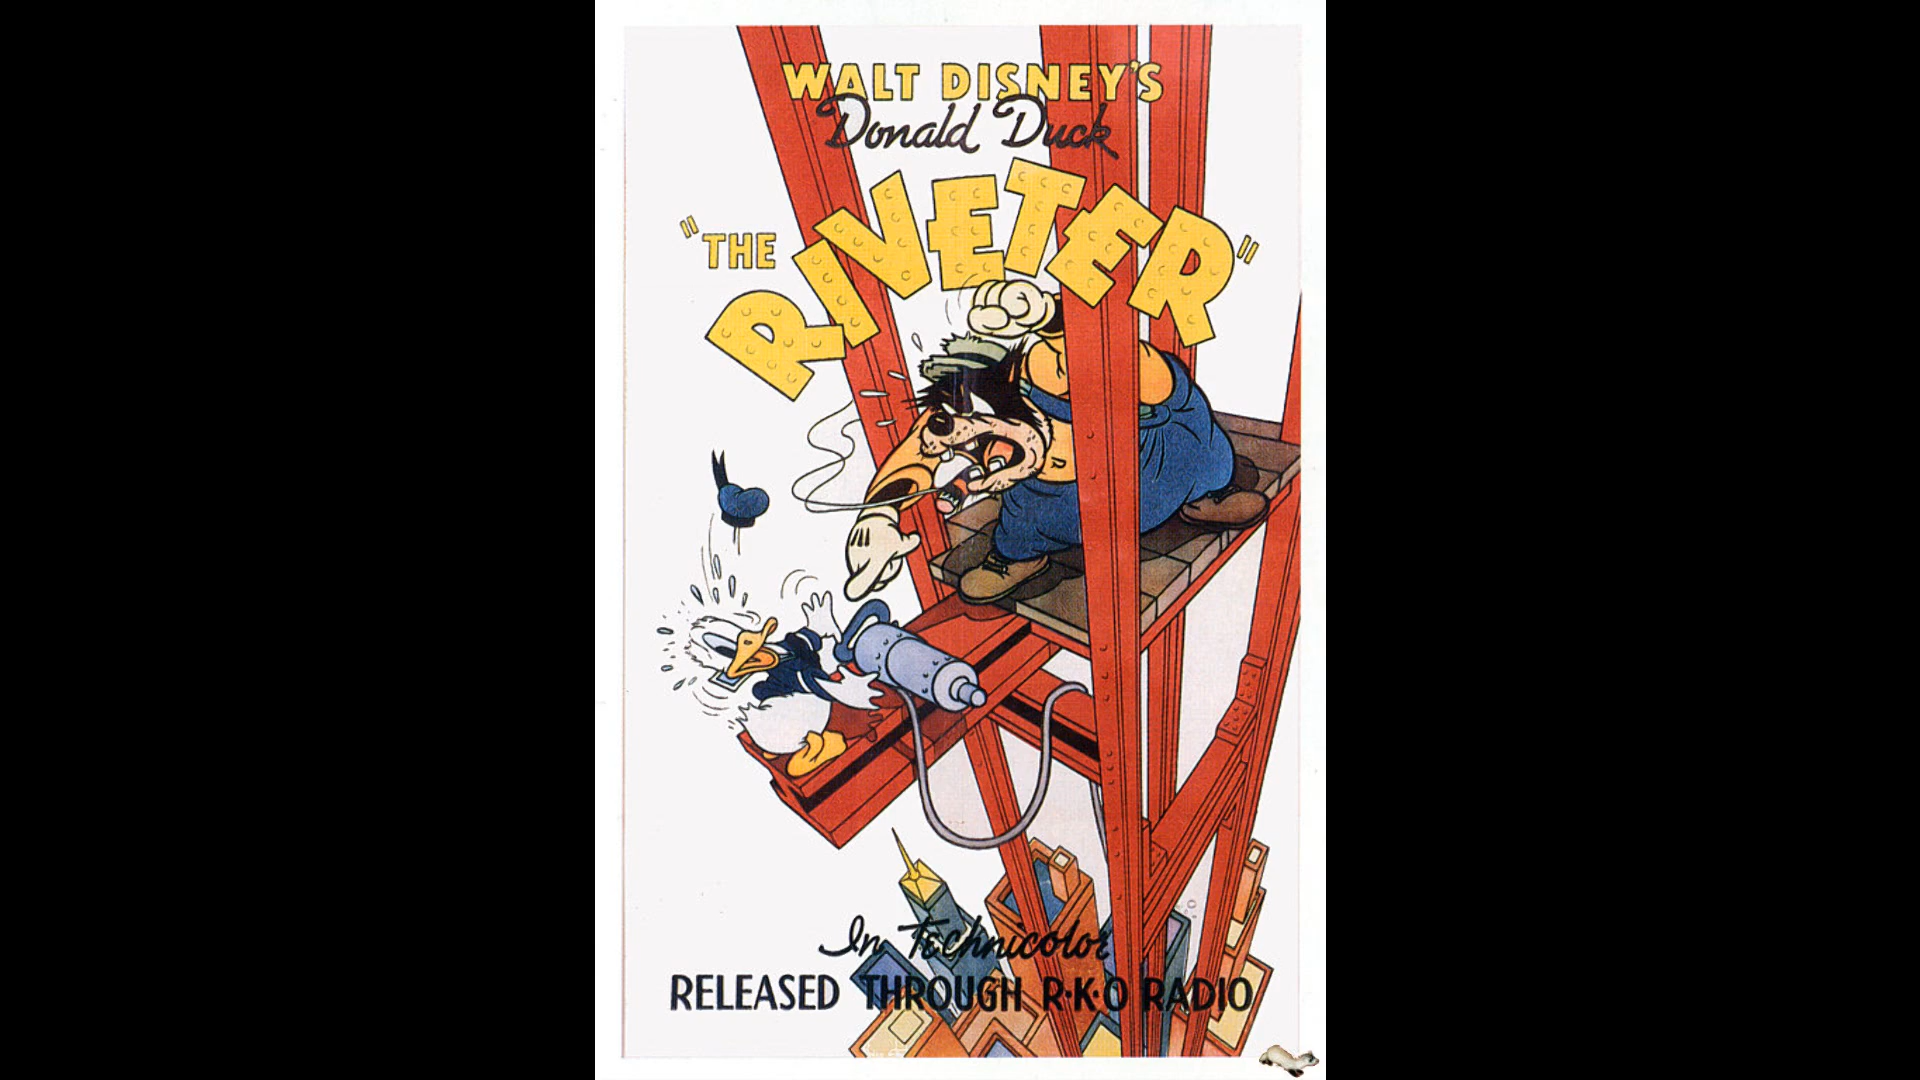 WALT DISNEY'S
Donald Duck
"THE RIVETER"
In Technicolor
RELEASED THROUGH R·K·O RADIO